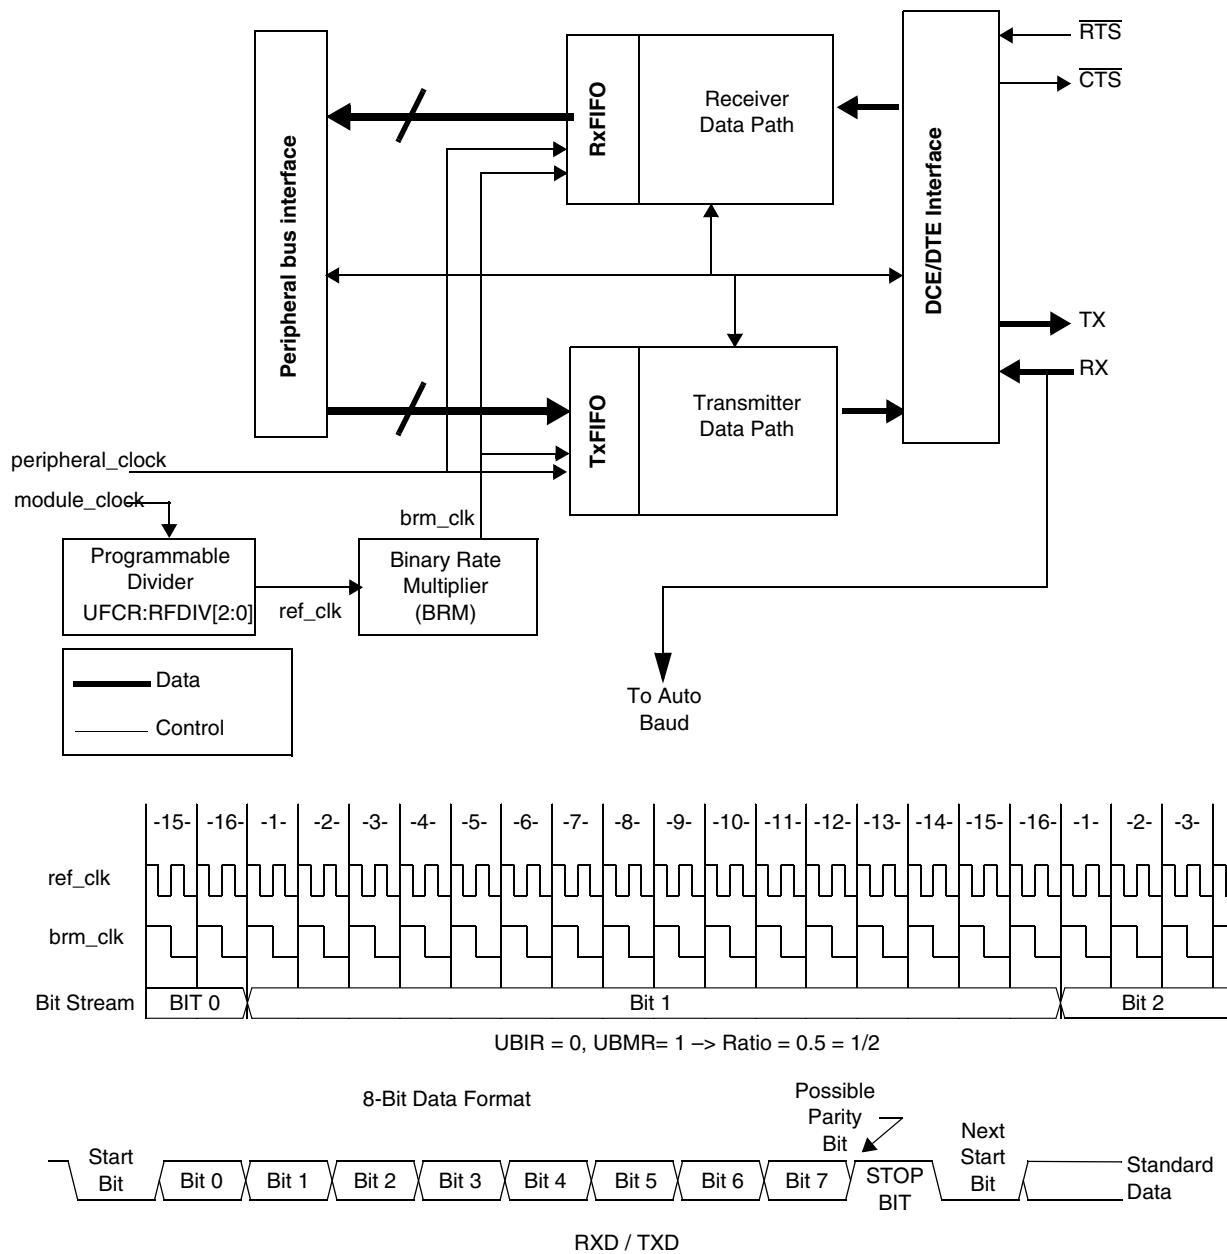 RTS
CTS
Peripheral bus interface
RxFIFO
Receiver
Data Path
DCE/DTE Interface
TX
RX
TxFIFO
Transmitter
Data Path
peripheral_clock
module_clock
brm_clk
Programmable
Divider
UFCR:RFDIV[2:0]
ref_clk
Binary Rate
Multiplier
(BRM)
Data
Control
To Auto
Baud
-15- -16- -1- -2- -3- -4- -5- -6- -7- -8- -9- -10- -11- -12- -13- -14- -15- -16- -1- -2- -3-
ref_clk
brm_clk
Bit Stream BIT 0 Bit 1 Bit 2
UBIR = 0, UBMR= 1 –> Ratio = 0.5 = 1/2
8-Bit Data Format
Possible
Parity
Bit
Next
Start
Bit
Start
Bit
Bit 0 Bit 1 Bit 2 Bit 3 Bit 4 Bit 5 Bit 6 Bit 7
STOP
BIT
Standard
Data
RXD / TXD